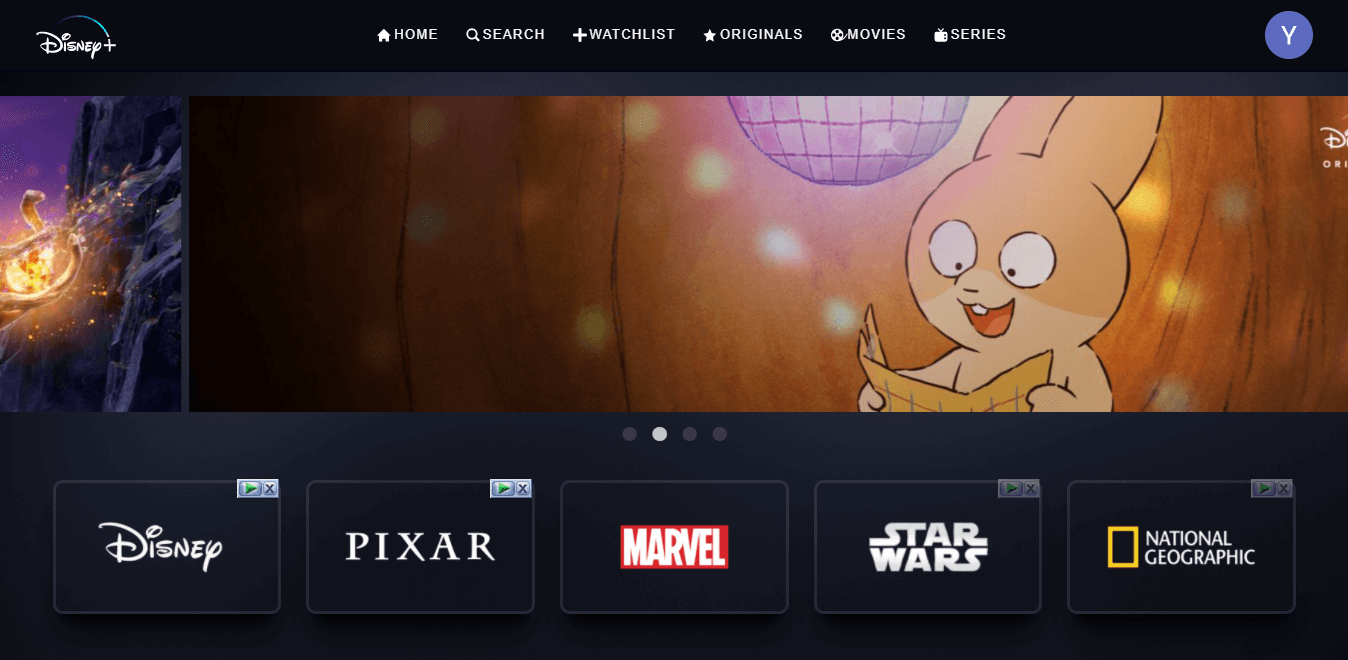 Disney+
HOME SEARCH WATCHLIST ORIGINALS MOVIES SERIES
Y
Disney PIXAR MARVEL STAR WARS NATIONAL GEOGRAPHIC